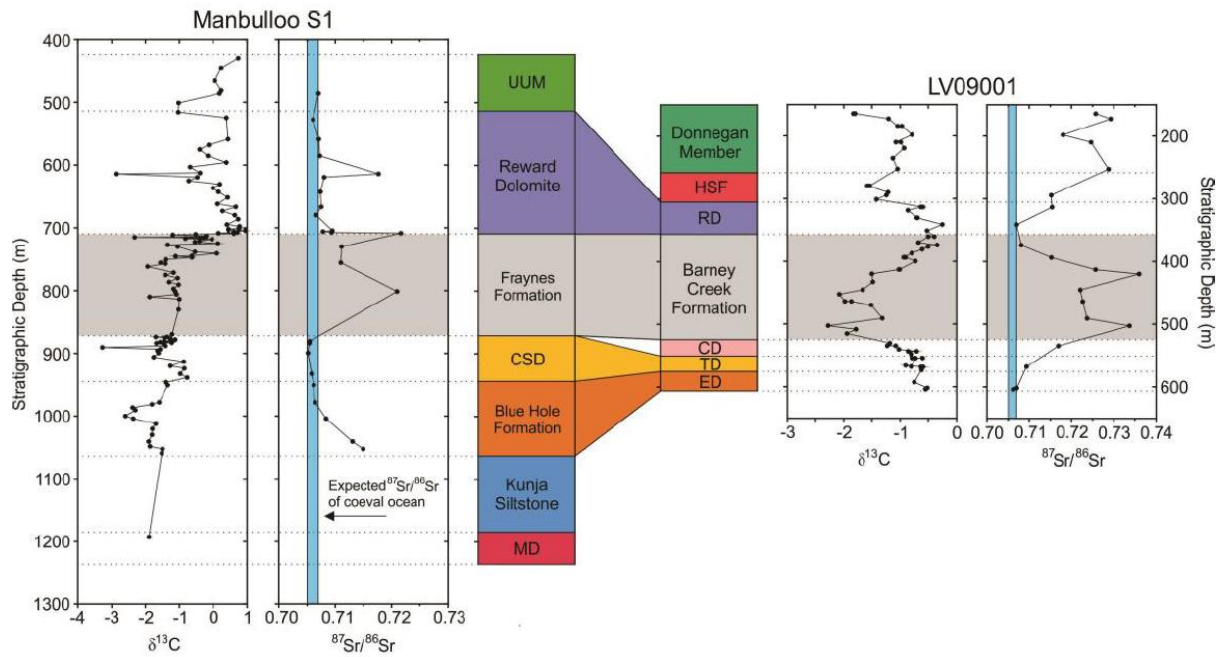 Manbulloo S1
400
500
600
700
800
900
1000
1100
1200
1300
Stratigraphic Depth (m)
-4 -3 -2 -1 0 1
δ¹³C
Expected ⁸⁷Sr/⁸⁶Sr
of coeval ocean
0.70 0.71 0.72 0.73
⁸⁷Sr/⁸⁶Sr
UUM
Reward
Dolomite
Fraynes
Formation
CSD
Blue Hole
Formation
Kunja
Siltstone
MD
Donnegan
Member
HSF
RD
Barney
Creek
Formation
CD
TD
ED
LV09001
-3 -2 -1 0
δ¹³C
0.70 0.71 0.72 0.73 0.74
⁸⁷Sr/⁸⁶Sr
200
300
400
500
600
Stratigraphic Depth (m)